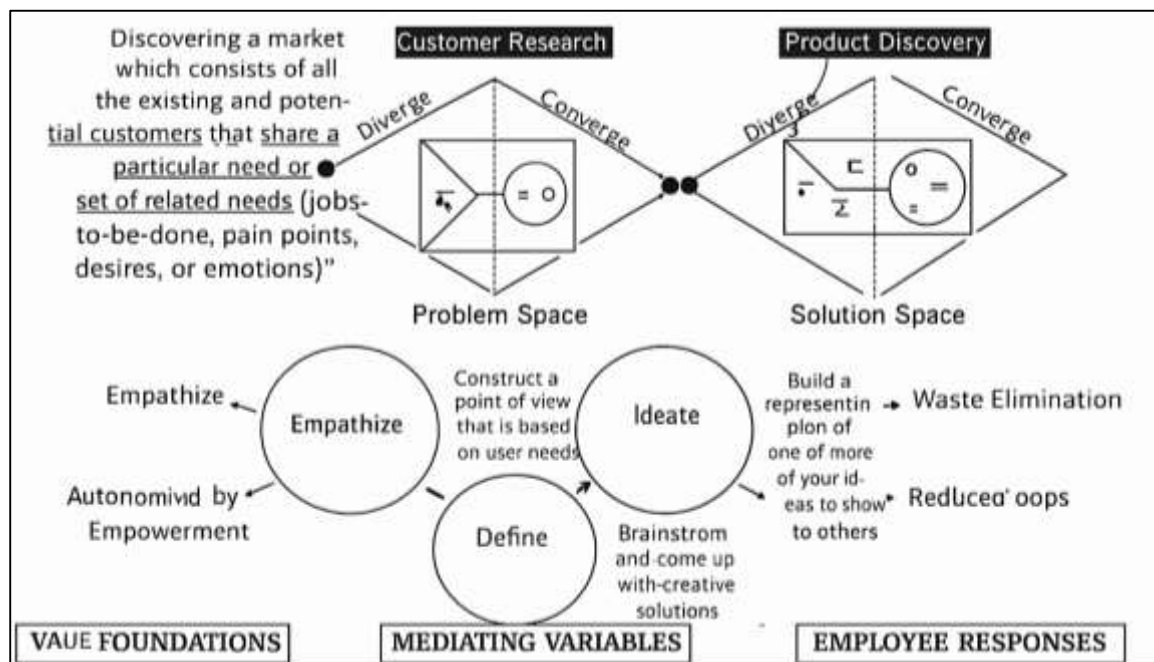 Discovering a market
which consists of all
the existing and poten-
tial customers that share a
particular need or
set of related needs (jobs-
to-be-done, pain points,
desires, or emotions)”
Customer Research
Diverge
Converge
= O
Problem Space
Product Discovery
Diverge
Converge
Solution Space
Empathize
Autonomivd by
Empowerment
Empathize
Construct a
point of view
that is based
on user needs
Define
Ideate
Brainstrom
and come up
with-creative
solutions
Build a
representin
plon of
one of more
of your id-
eas to show
to others
Waste Elimination
oops
VAUE FOUNDATIONS
MEDIATING VARIABLES
EMPLOYEE RESPONSES